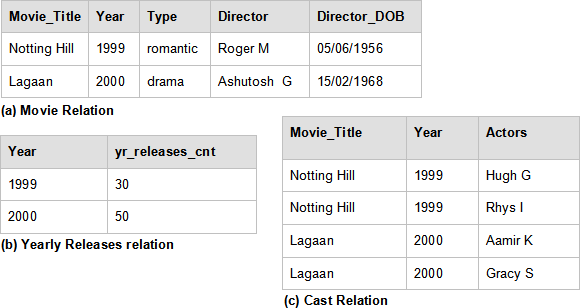 Movie_Title Year Type Director Director_DOB
Notting Hill 1999 romantic Roger M 05/06/1956
Lagaan 2000 drama Ashutosh G 15/02/1968
(a) Movie Relation
Year yr_releases_cnt
1999 30
2000 50
(b) Yearly Releases relation
Movie_Title Year Actors
Notting Hill 1999 Hugh G
Notting Hill 1999 Rhys I
Lagaan 2000 Aamir K
Lagaan 2000 Gracy S
(c) Cast Relation